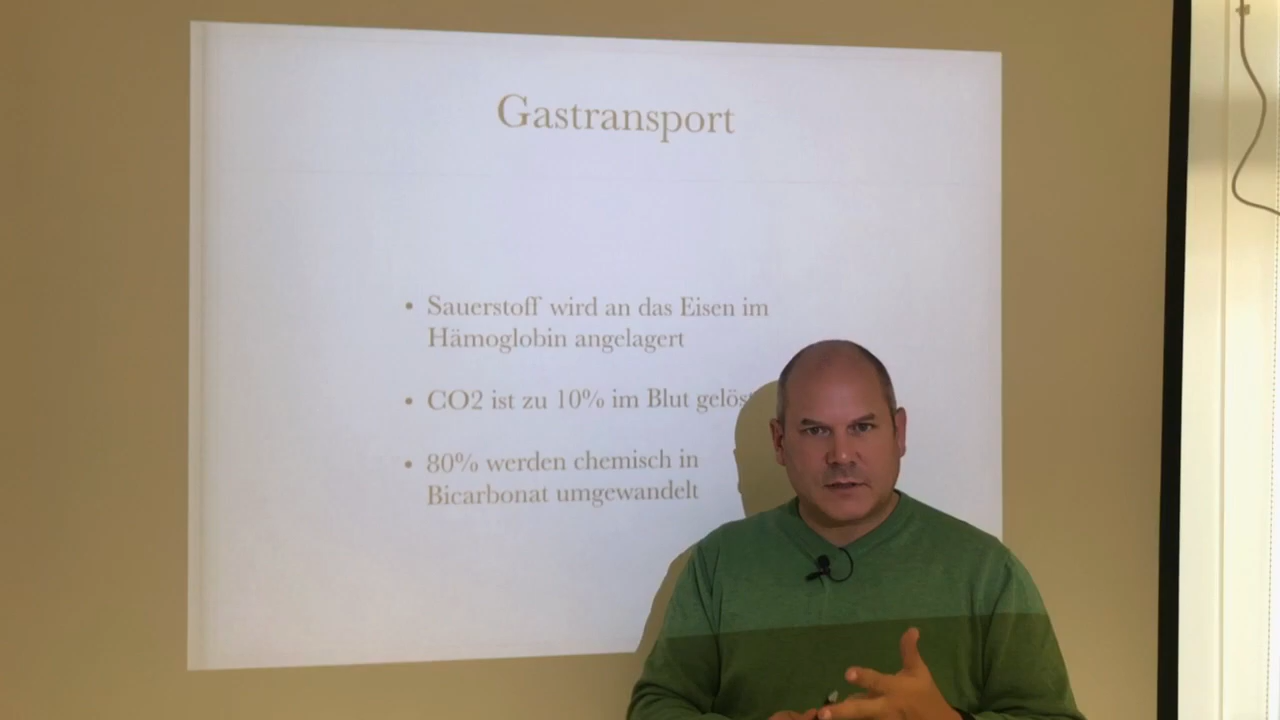 Gastransport
• Sauerstoff wird an das Eisen im
Hämoglobin angelagert
• CO2 ist zu 10% im Blut gelöst
• 80% werden chemisch in
Bicarbonat umgewandelt